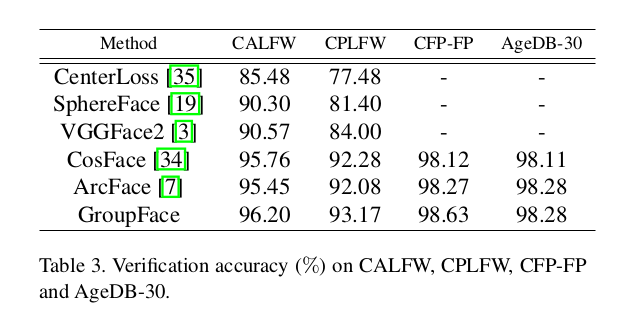 Method CALFW CPLFW CFP-FP AgeDB-30
CenterLoss [35] 85.48 77.48 - -
SphereFace [19] 90.30 81.40 - -
VGGFace2 [3] 90.57 84.00 - -
CosFace [34] 95.76 92.28 98.12 98.11
ArcFace [7] 95.45 92.08 98.27 98.28
GroupFace 96.20 93.17 98.63 98.28
Table 3. Verification accuracy (%) on CALFW, CPLFW, CFP-FP
and AgeDB-30.